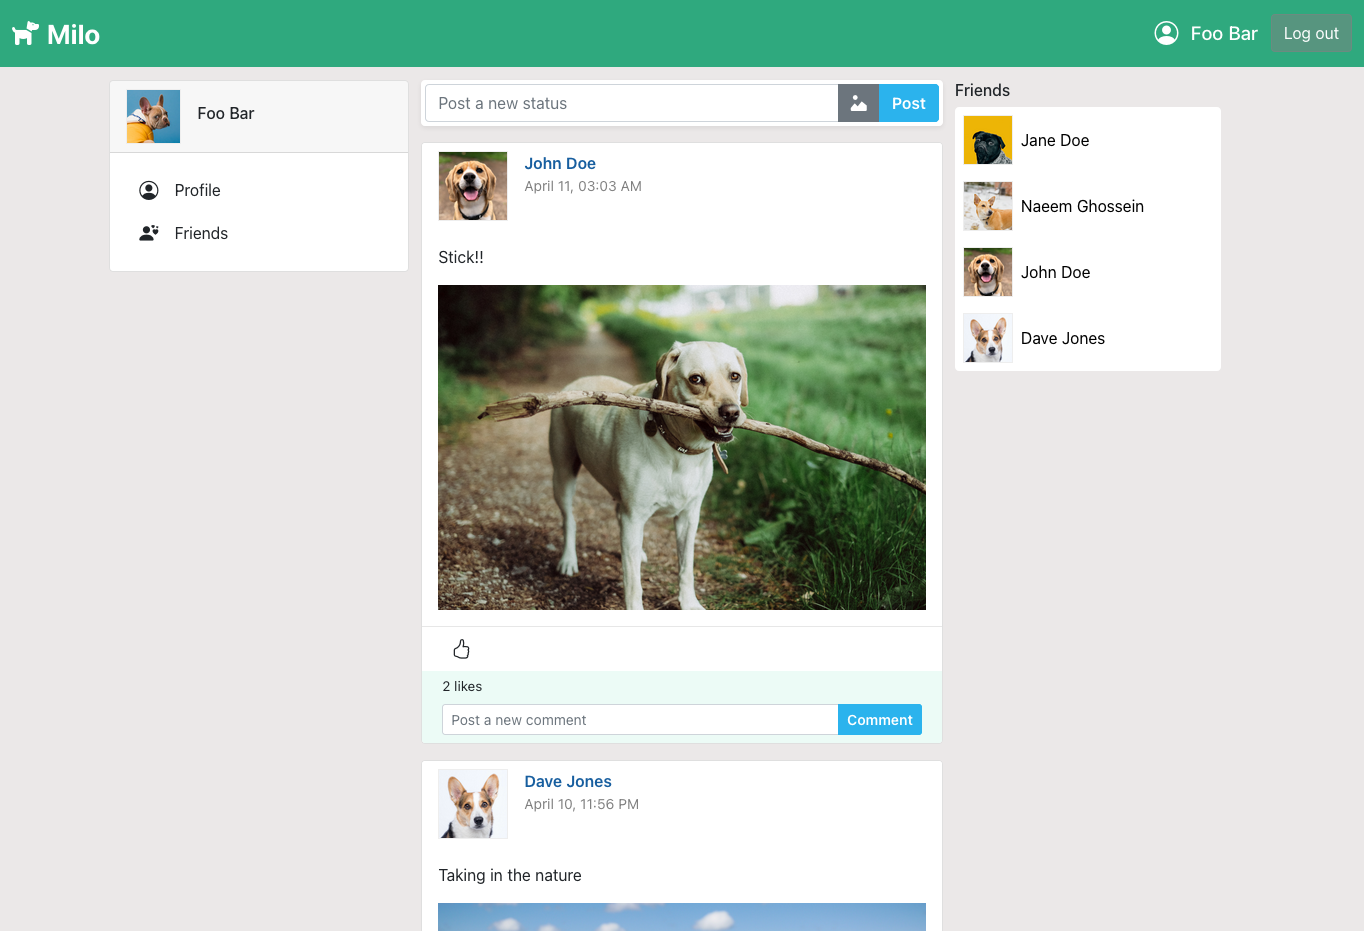 Milo
Foo Bar
Log out
Foo Bar
Profile
Friends
Post a new status
Post
John Doe
April 11, 03:03 AM
Stick!!
2 likes
Post a new comment
Comment
Dave Jones
April 10, 11:56 PM
Taking in the nature
Friends
Jane Doe
Naeem Ghossein
John Doe
Dave Jones